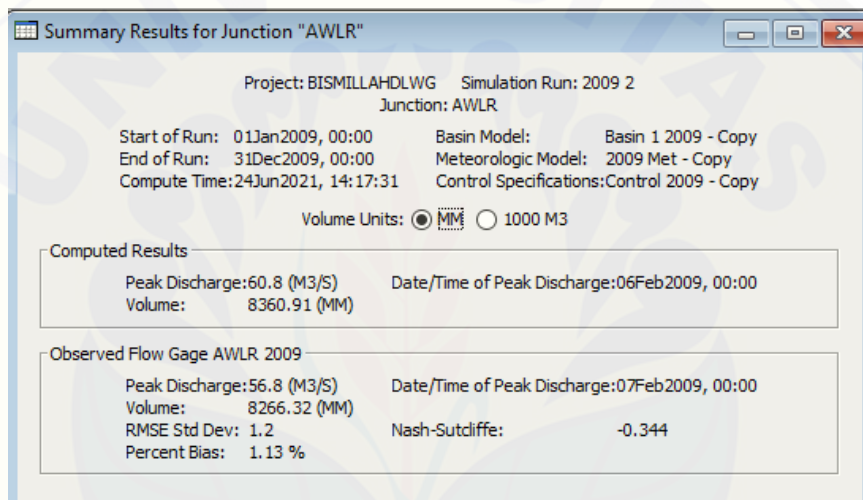 Summary Results for Junction "AWLR"
Project: BISMILLAHDLWG Simulation Run: 2009 2
Junction: AWLR
Start of Run: 01Jan2009, 00:00 Basin Model: Basin 1 2009 - Copy
End of Run: 31Dec2009, 00:00 Meteorologic Model: 2009 Met - Copy
Compute Time:24Jun2021, 14:17:31 Control Specifications:Control 2009 - Copy
Volume Units: MM 1000 M3
Computed Results
Peak Discharge:60.8 (M3/S) Date/Time of Peak Discharge:06Feb2009, 00:00
Volume: 8360.91 (MM)
Observed Flow Gage AWLR 2009
Peak Discharge:56.8 (M3/S) Date/Time of Peak Discharge:07Feb2009, 00:00
Volume: 8266.32 (MM)
RMSE Std Dev: 1.2 Nash-Sutcliffe: -0.344
Percent Bias: 1.13 %